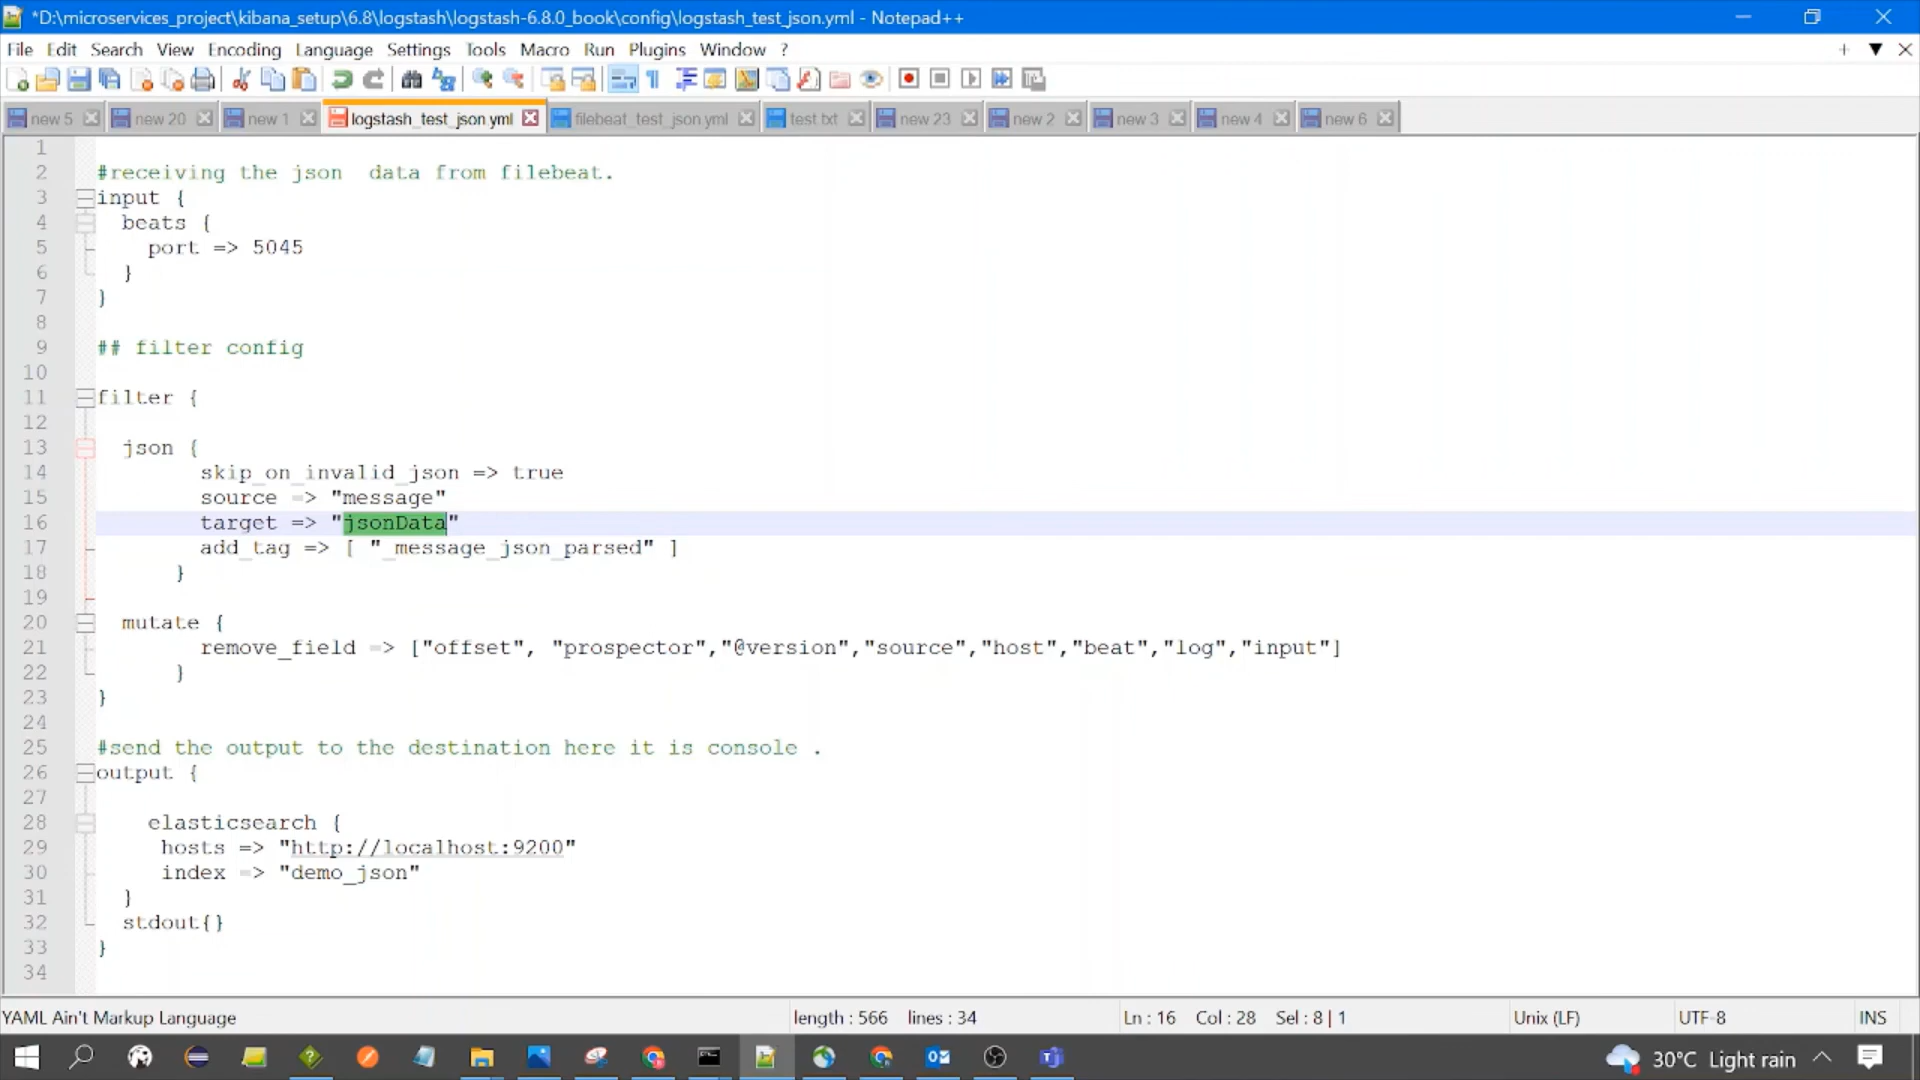 *D:\microservices_project\kibana_setup\6.8\logstash\logstash-6.8.0_book\config\logstash_test_json.yml - Notepad++
File Edit Search View Encoding Language Settings Tools Macro Run Plugins Window ?
new 5 new 20 new 1 logstash_test_json.yml filebeat_test_json.yml test txt new 23 new 2 new 3 new 4 new 6
1
2 #receiving the json  data from filebeat.
3 input {
4 beats {
5 port => 5045
6 }
7 }
8
9 ## filter config
10
11 filter {
12
13 json {
14 skip_on_invalid_json => true
15 source => "message"
16 target => "jsonData"
17 add_tag => [ "_message_json_parsed" ]
18 }
19
20 mutate {
21 remove_field => ["offset", "prospector","@version","source","host","beat","log","input"]
22 }
23 }
24
25 #send the output to the destination here it is console .
26 output {
27
28 elasticsearch {
29 hosts => "http://localhost:9200"
30 index => "demo_json"
31 }
32 stdout{}
33 }
34
YAML Ain't Markup Language length : 566 lines : 34 Ln : 16 Col : 28 Sel : 8 | 1 Unix (LF) UTF-8 INS
30°C Light rain